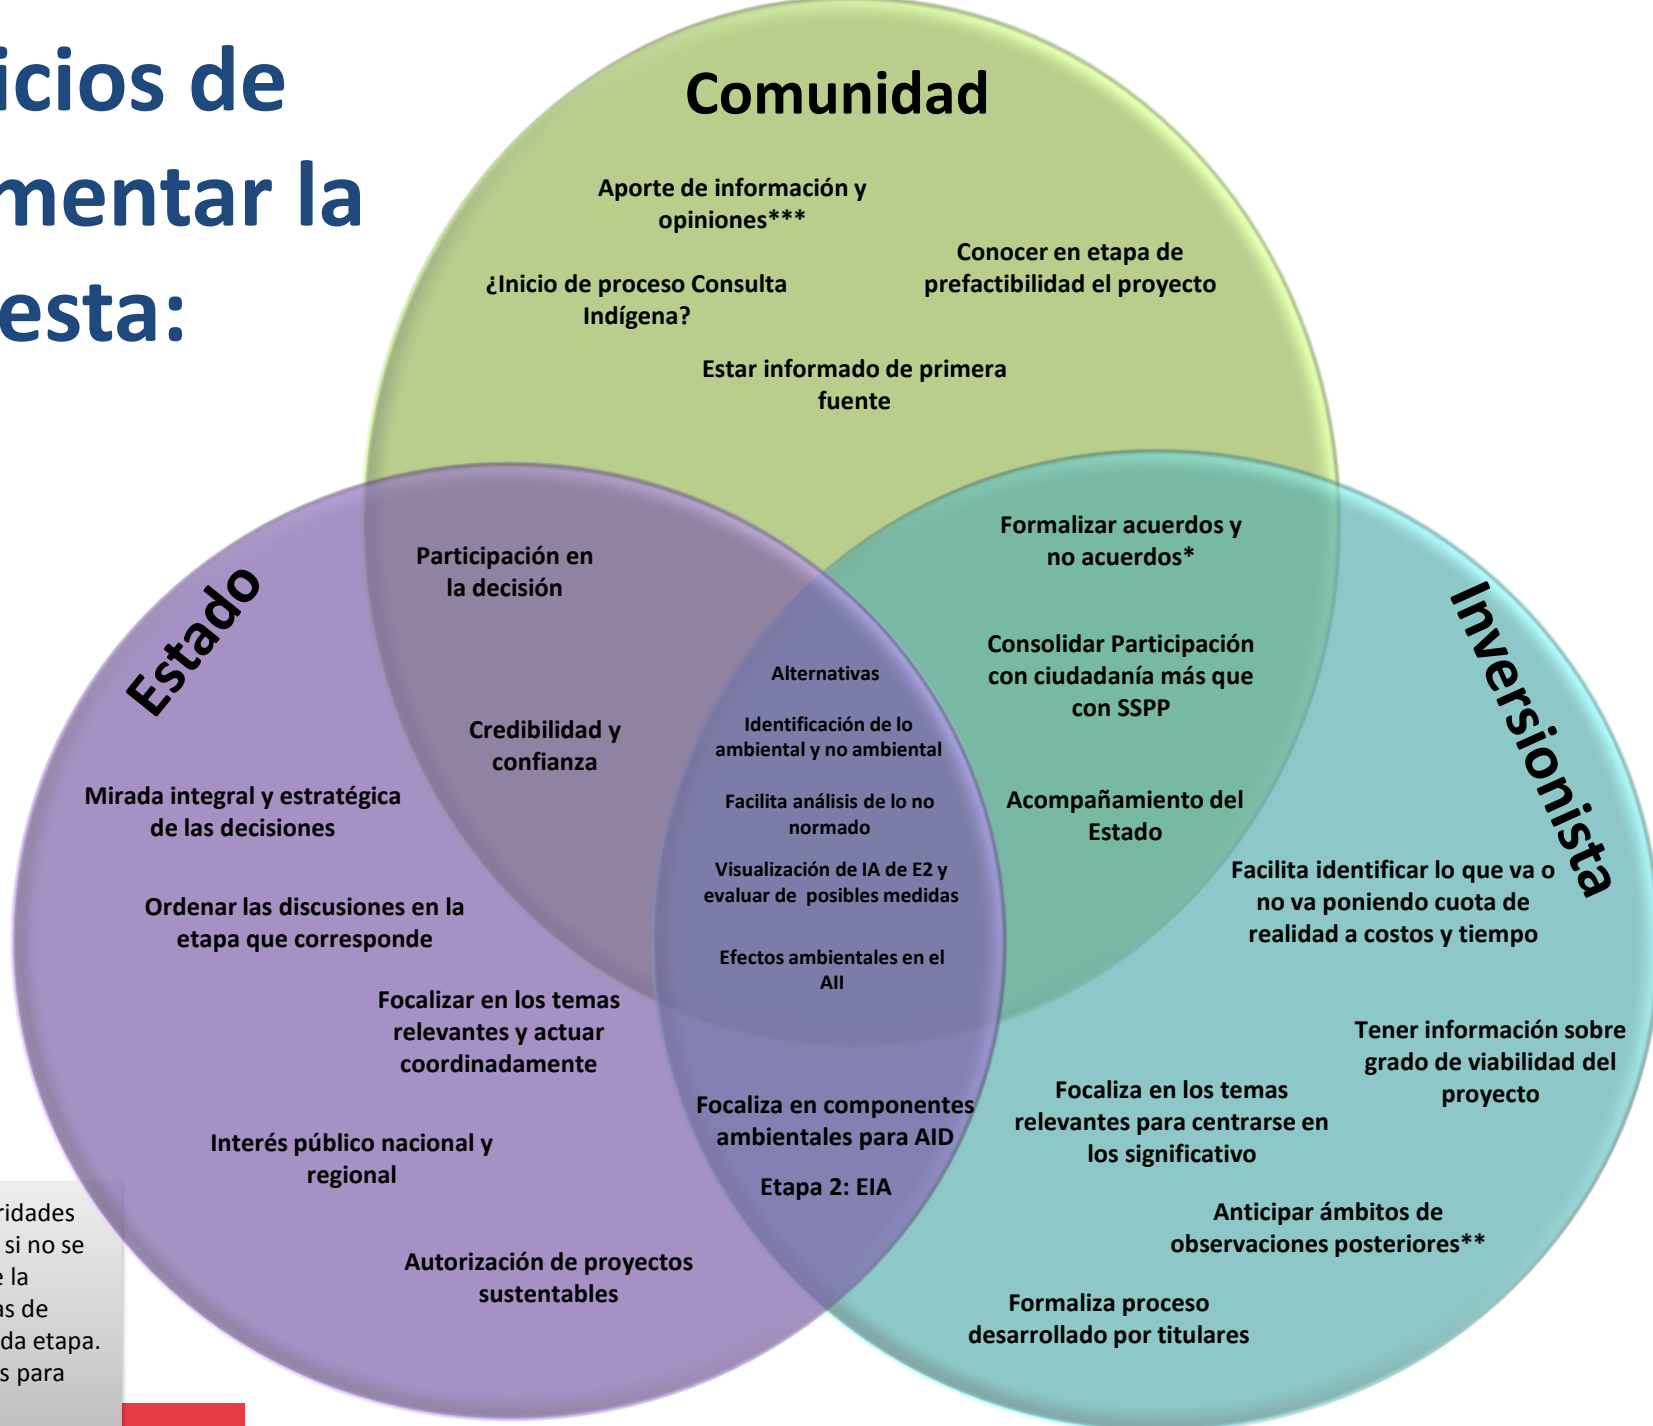 icios de
mentar la
esta:
Comunidad
Aporte de información y
opiniones***
Conocer en etapa de
prefactibilidad el proyecto
¿Inicio de proceso Consulta
Indígena?
Estar informado de primera
fuente
Estado
Participación en
la decisión
Credibilidad y
confianza
Mirada integral y estratégica
de las decisiones
Ordenar las discusiones en la
etapa que corresponde
Focalizar en los temas
relevantes y actuar
coordinadamente
Interés público nacional y
regional
Autorización de proyectos
sustentables
Alternativas
Identificación de lo
ambiental y no ambiental
Facilita análisis de lo no
normado
Visualización de IA de E2 y
evaluar de posibles medidas
Efectos ambientales en el
AII
Focaliza en componentes
ambientales para AID
Etapa 2: EIA
Formalizar acuerdos y
no acuerdos*
Consolidar Participación
con ciudadanía más que
con SSPP
Acompañamiento del
Estado
Inversionista
Facilita identificar lo que va o
no va poniendo cuota de
realidad a costos y tiempo
Tener información sobre
grado de viabilidad del
proyecto
Focaliza en los temas
relevantes para centrarse en
los significativo
Anticipar ámbitos de
observaciones posteriores**
Formaliza proceso
desarrollado por titulares
ridades
si no se
e la
as de
da etapa.
s para